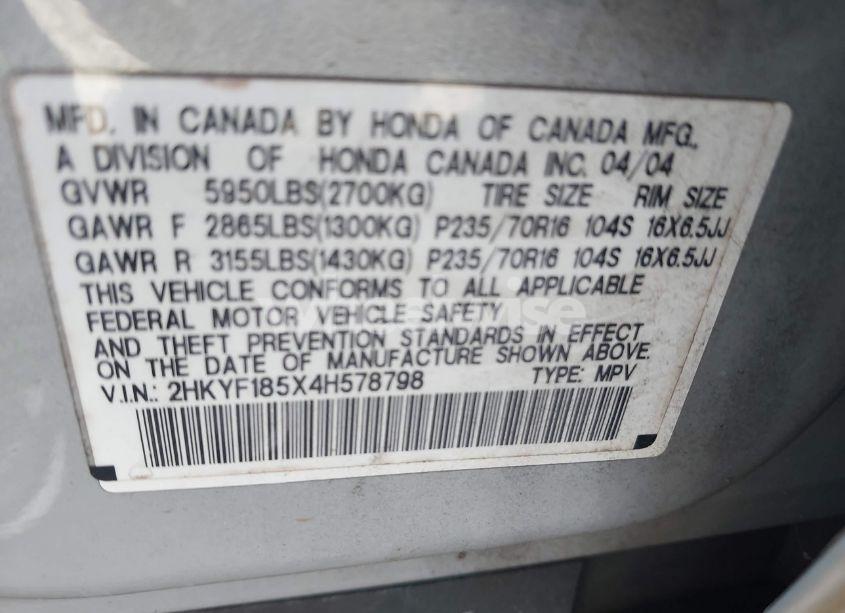 MFD. IN CANADA BY HONDA OF CANADA MFG.,
A DIVISION OF HONDA CANADA INC. 04/04
GVWR 5950LBS(2700KG) TIRE SIZE RIM SIZE
GAWR F 2865LBS(1300KG) P235/70R16 104S 16X6.5JJ
GAWR R 3155LBS(1430KG) P235/70R16 104S 16X6.5JJ
THIS VEHICLE CONFORMS TO ALL APPLICABLE
FEDERAL MOTOR VEHICLE SAFETY
AND THEFT PREVENTION STANDARDS IN EFFECT
ON THE DATE OF MANUFACTURE SHOWN ABOVE.
V.I.N.: 2HKYF185X4H578798 TYPE: MPV